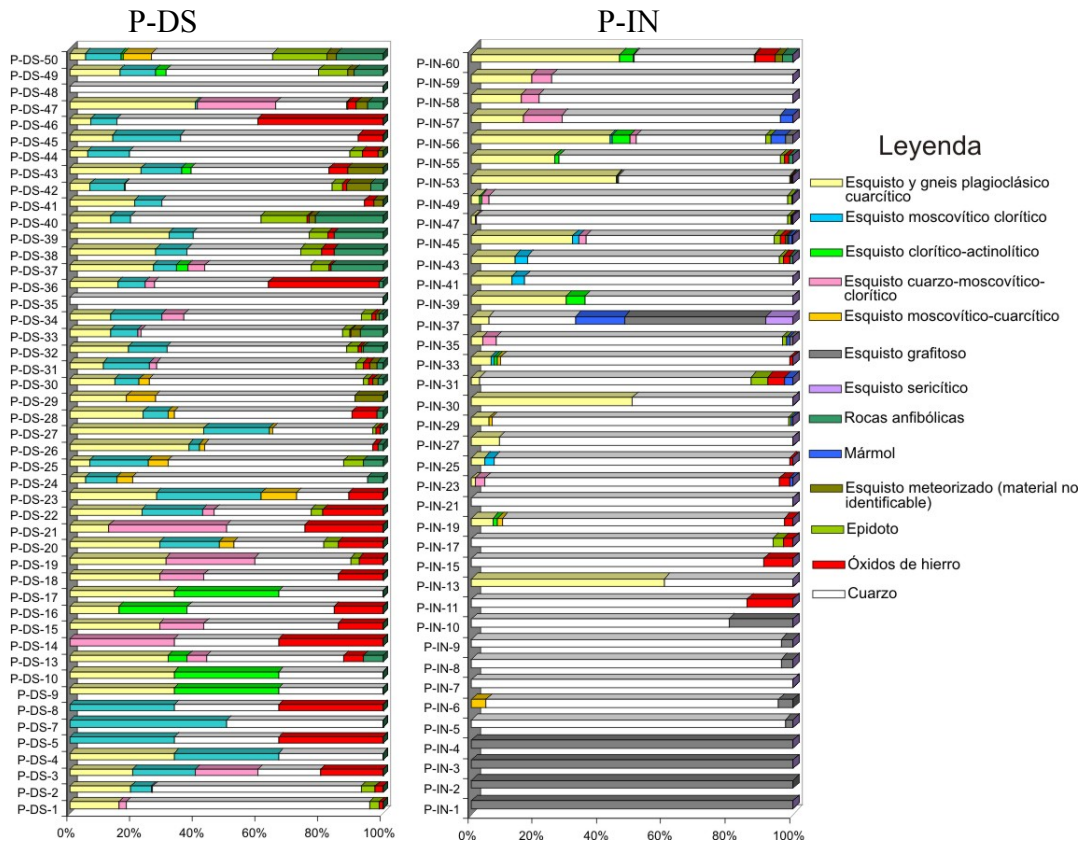 P-DS
P-DS-50
P-DS-49
P-DS-48
P-DS-47
P-DS-46
P-DS-45
P-DS-44
P-DS-43
P-DS-42
P-DS-41
P-DS-40
P-DS-39
P-DS-38
P-DS-37
P-DS-36
P-DS-35
P-DS-34
P-DS-33
P-DS-32
P-DS-31
P-DS-30
P-DS-29
P-DS-28
P-DS-27
P-DS-26
P-DS-25
P-DS-24
P-DS-23
P-DS-22
P-DS-21
P-DS-20
P-DS-19
P-DS-18
P-DS-17
P-DS-16
P-DS-15
P-DS-14
P-DS-13
P-DS-10
P-DS-9
P-DS-8
P-DS-7
P-DS-5
P-DS-4
P-DS-3
P-DS-2
P-DS-1
0% 20% 40% 60% 80% 100%
P-IN
P-IN-60
P-IN-59
P-IN-58
P-IN-57
P-IN-56
P-IN-55
P-IN-53
P-IN-49
P-IN-47
P-IN-45
P-IN-43
P-IN-41
P-IN-39
P-IN-37
P-IN-35
P-IN-33
P-IN-31
P-IN-30
P-IN-29
P-IN-27
P-IN-25
P-IN-23
P-IN-21
P-IN-19
P-IN-17
P-IN-15
P-IN-13
P-IN-11
P-IN-10
P-IN-9
P-IN-8
P-IN-7
P-IN-6
P-IN-5
P-IN-4
P-IN-3
P-IN-2
P-IN-1
0% 20% 40% 60% 80% 100%
Leyenda
Esquisto y gneis plagioclásico
cuarcítico
Esquisto moscovítico clorítico
Esquisto clorítico-actinolítico
Esquisto cuarzo-moscovítico-
clorítico
Esquisto moscovítico-cuarcítico
Esquisto grafitoso
Esquisto sericítico
Rocas anfibólicas
Mármol
Esquisto meteorizado (material no
identificable)
Epidoto
Óxidos de hierro
Cuarzo